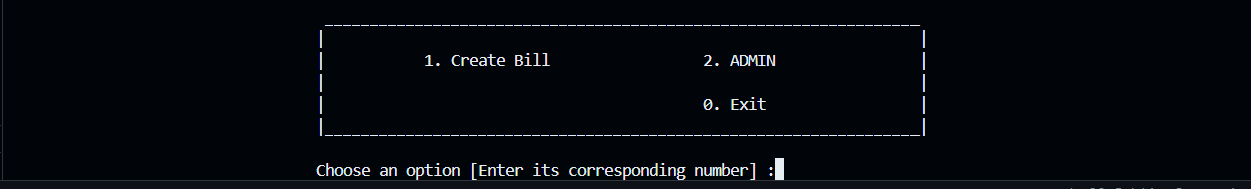 1. Create Bill 2. ADMIN
0. Exit
Choose an option [Enter its corresponding number] :